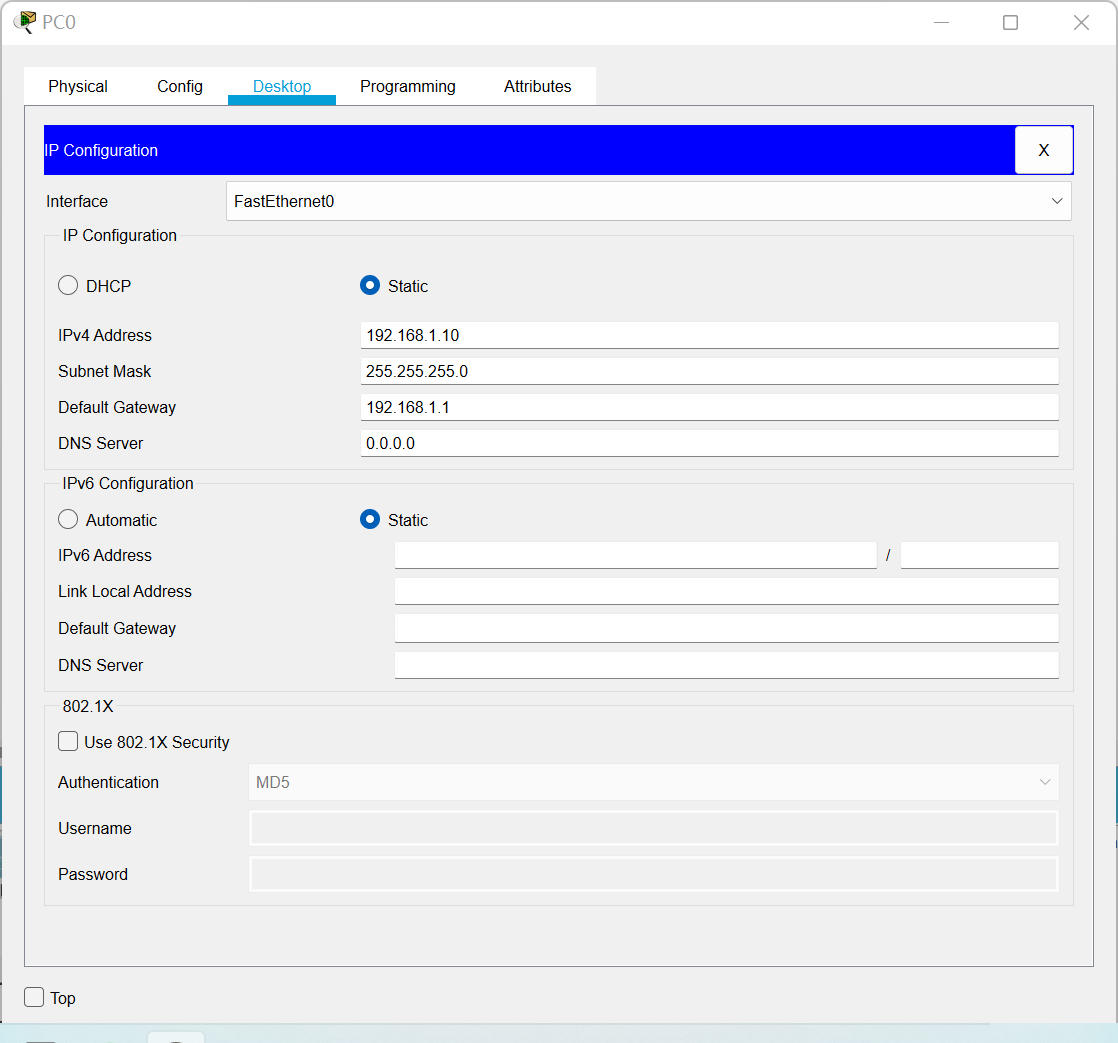 PC0
Physical Config Desktop Programming Attributes
IP Configuration X
Interface FastEthernet0
IP Configuration
DHCP Static
IPv4 Address 192.168.1.10
Subnet Mask 255.255.255.0
Default Gateway 192.168.1.1
DNS Server 0.0.0.0
IPv6 Configuration
Automatic Static
IPv6 Address /
Link Local Address
Default Gateway
DNS Server
802.1X
Use 802.1X Security
Authentication MD5
Username
Password
Top